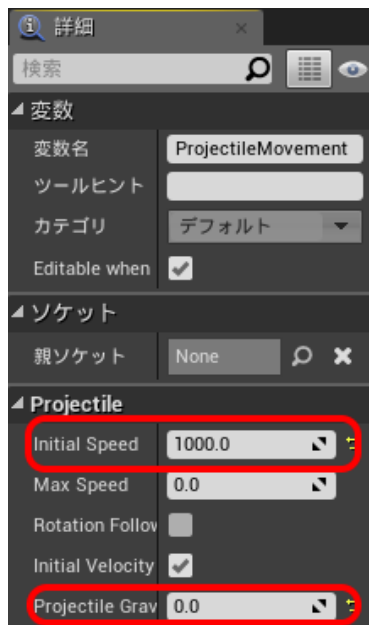 詳細
検索
変数
変数名 ProjectileMovement
ツールヒント
カテゴリ デフォルト
Editable when
ソケット
親ソケット None
Projectile
Initial Speed 1000.0
Max Speed 0.0
Rotation Follow
Initial Velocity
Projectile Grav 0.0